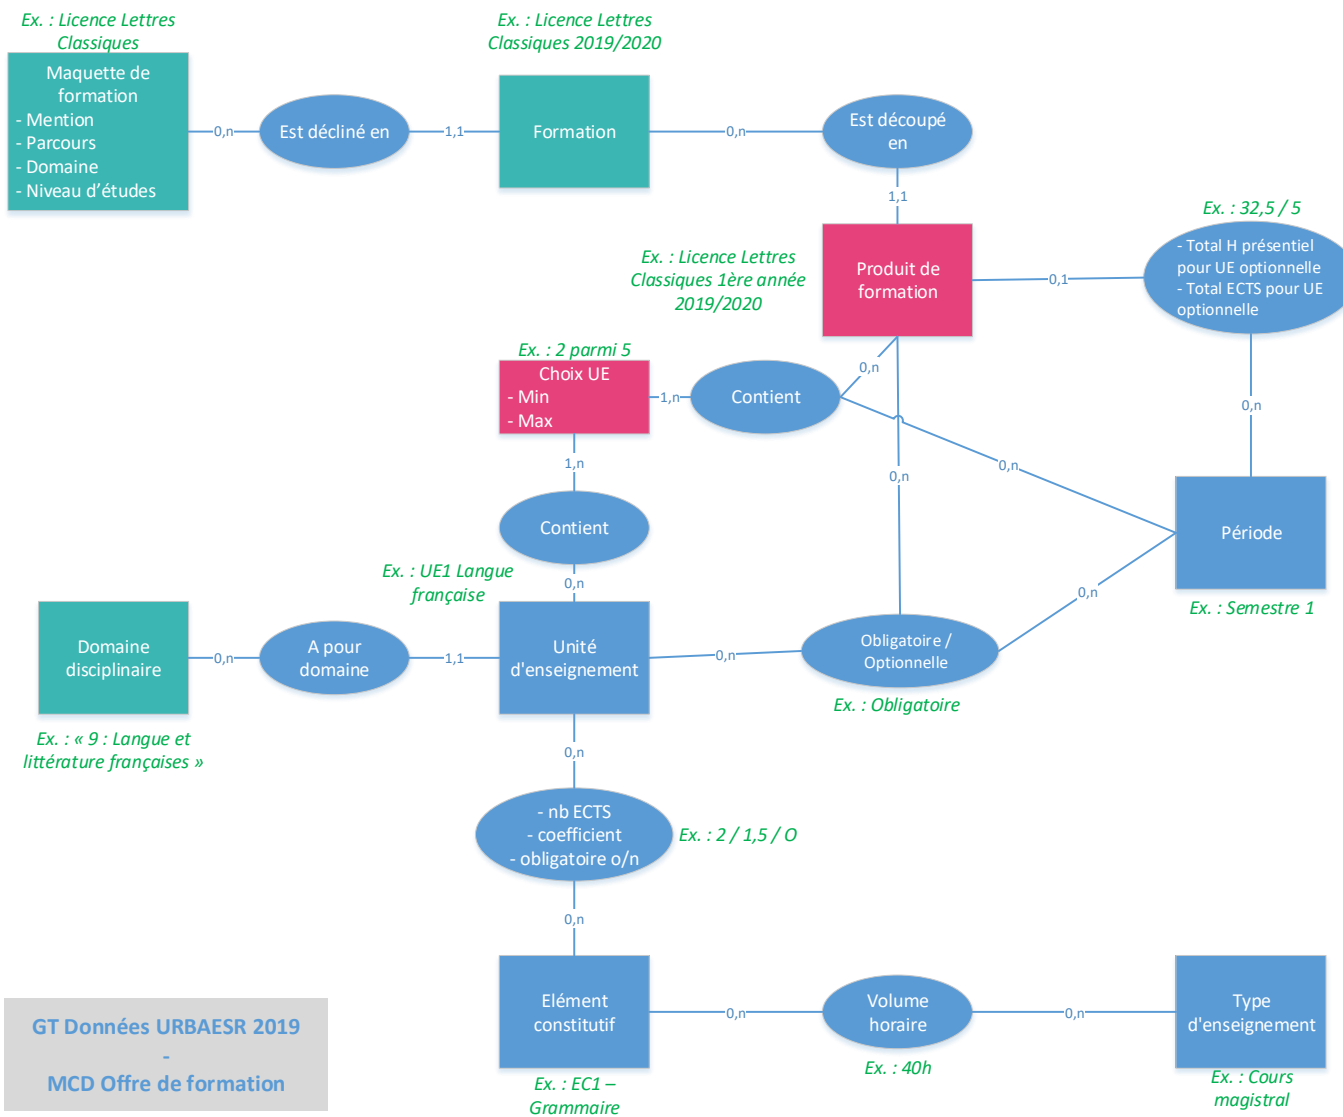 Ex. : Licence Lettres
Classiques
Ex. : Licence Lettres
Classiques 2019/2020
Maquette de
formation
- Mention
- Parcours
- Domaine
- Niveau d'études
0,n
Est décliné en
1,1
Formation
0,n
Est découpé
en
1,1
Ex. : 32,5 / 5
- Total H présentiel
pour UE optionnelle
- Total ECTS pour UE
optionnelle
Ex. : Licence Lettres
Classiques 1ère année
2019/2020
Produit de
formation
0,1
Ex. : 2 parmi 5
Choix UE
- Min
- Max
1,n
Contient
0,n
0,n
0,n
0,n
1,n
Contient
0,n
Période
Ex. : Semestre 1
Ex. : UE1 Langue
française
Domaine
disciplinaire
0,n
A pour
domaine
1,1
Unité
d'enseignement
0,n
Obligatoire /
Optionnelle
0,n
Ex. : Obligatoire
Ex. : « 9 : Langue et
littérature françaises »
0,n
- nb ECTS
- coefficient
- obligatoire o/n
Ex. : 2 / 1,5 / O
0,n
Elément
constitutif
0,n
Volume
horaire
0,n
Type
d'enseignement
Ex. : 40h
Ex. : EC1 –
Grammaire
Ex. : Cours
magistral
GT Données URBAESR 2019
-
MCD Offre de formation